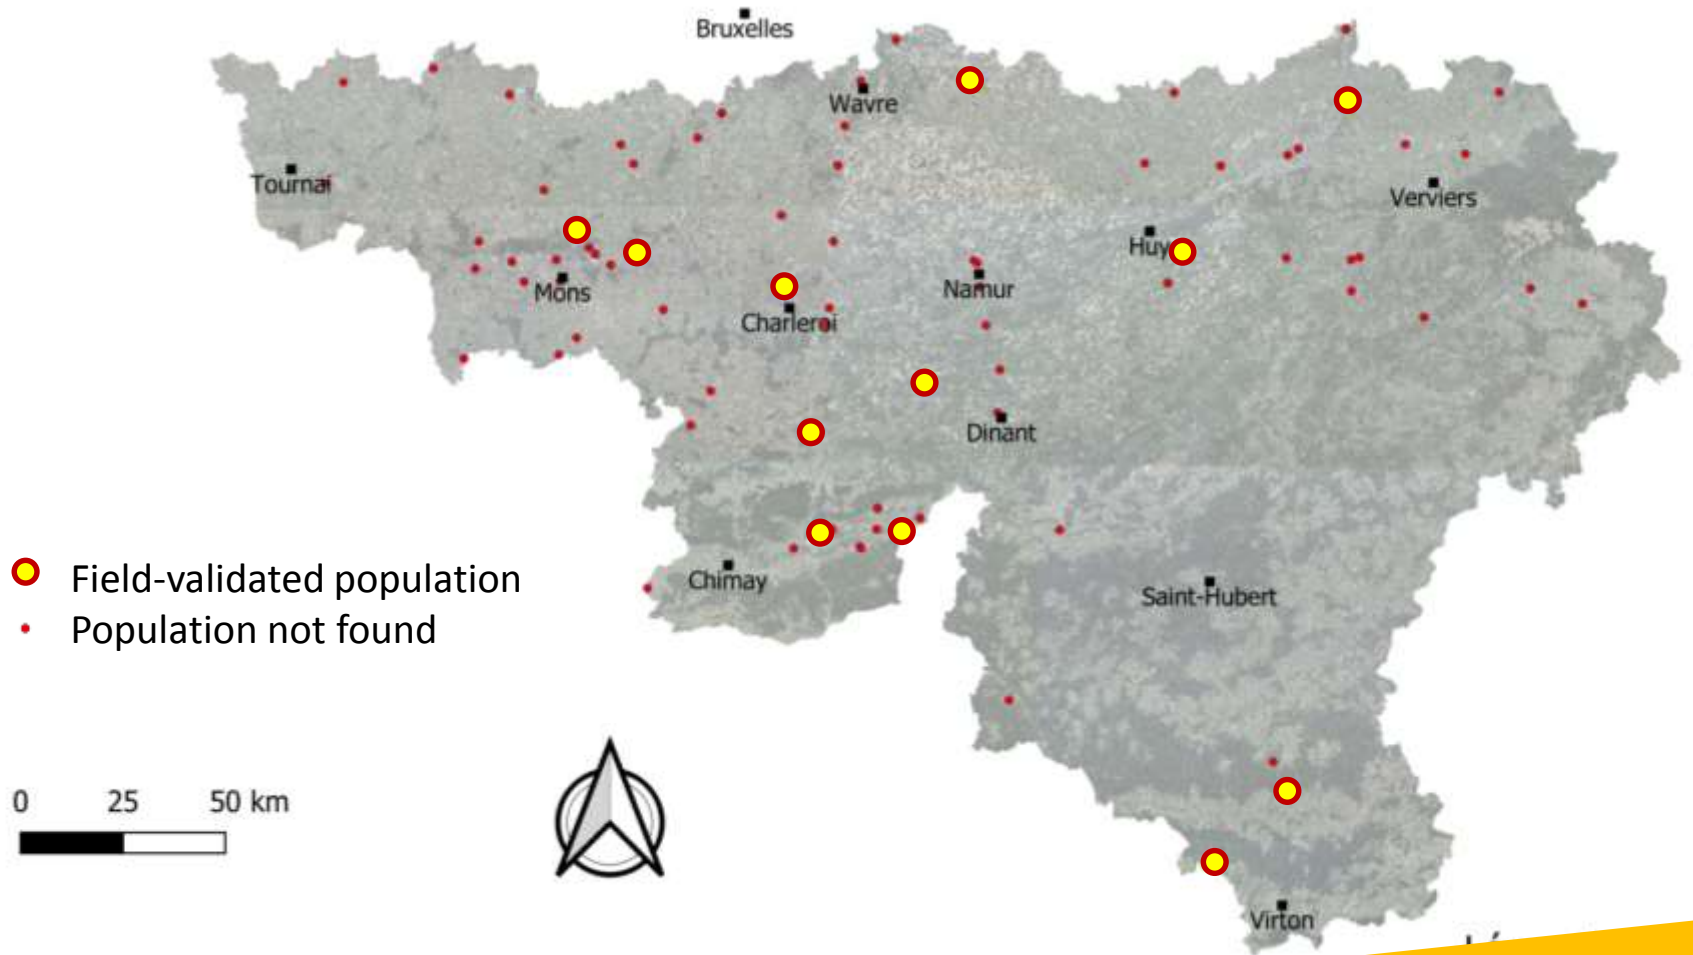 Bruxelles
Wavre
Tournai
Verviers
Huy
Mons
Namur
Charleroi
Dinant
Field-validated population
Chimay
Saint-Hubert
Population not found
0 25 50 km
Virton